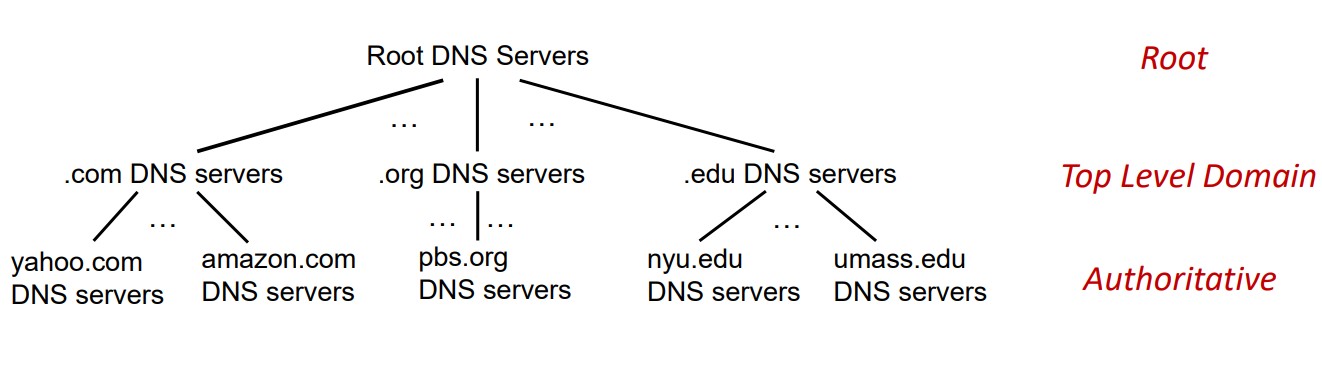 Root DNS Servers
Root
… …
.com DNS servers
.org DNS servers
.edu DNS servers
Top Level Domain
… … … …
yahoo.com
DNS servers
amazon.com
DNS servers
pbs.org
DNS servers
nyu.edu
DNS servers
umass.edu
DNS servers
Authoritative